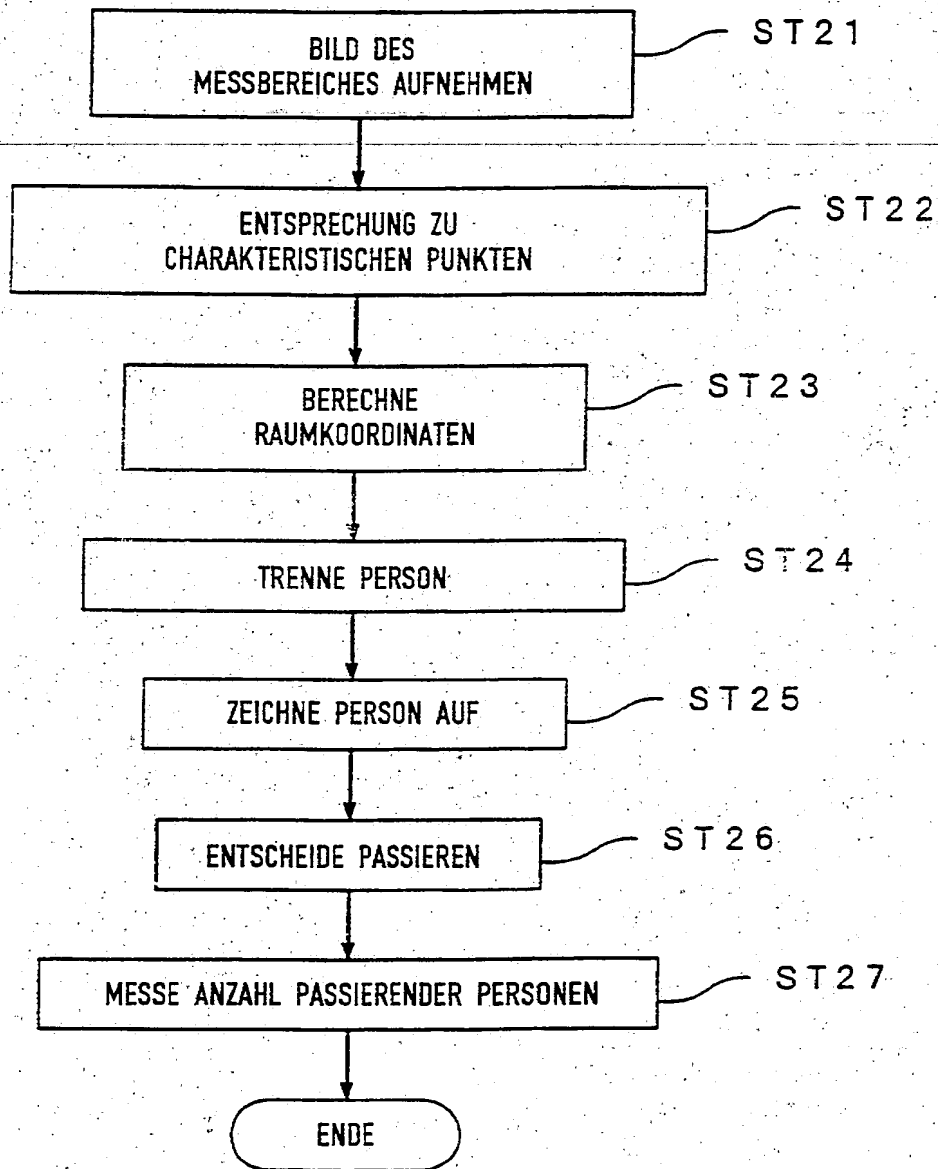 BILD DES
MESSBEREICHES AUFNEHMEN
ST21
ENTSPRECHUNG ZU
CHARAKTERISTISCHEN PUNKTEN
ST22
BERECHNE
RAUMKOORDINATEN
ST23
TRENNE PERSON
ST24
ZEICHNE PERSON AUF
ST25
ENTSCHEIDE PASSIEREN
ST26
MESSE ANZAHL PASSIERENDER PERSONEN
ST27
ENDE